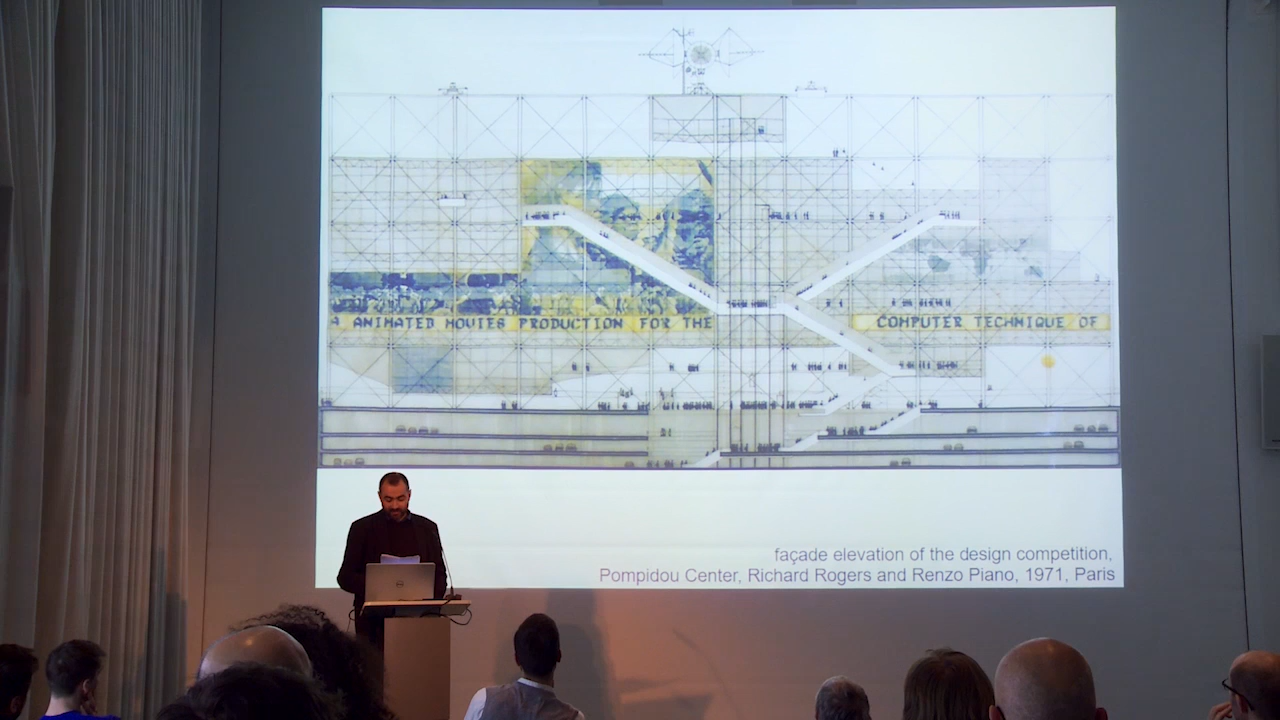 A ANIMATED MOVIES PRODUCTION FOR THE COMPUTER TECHNIQUE OF
façade elevation of the design competition,
Pompidou Center, Richard Rogers and Renzo Piano, 1971, Paris